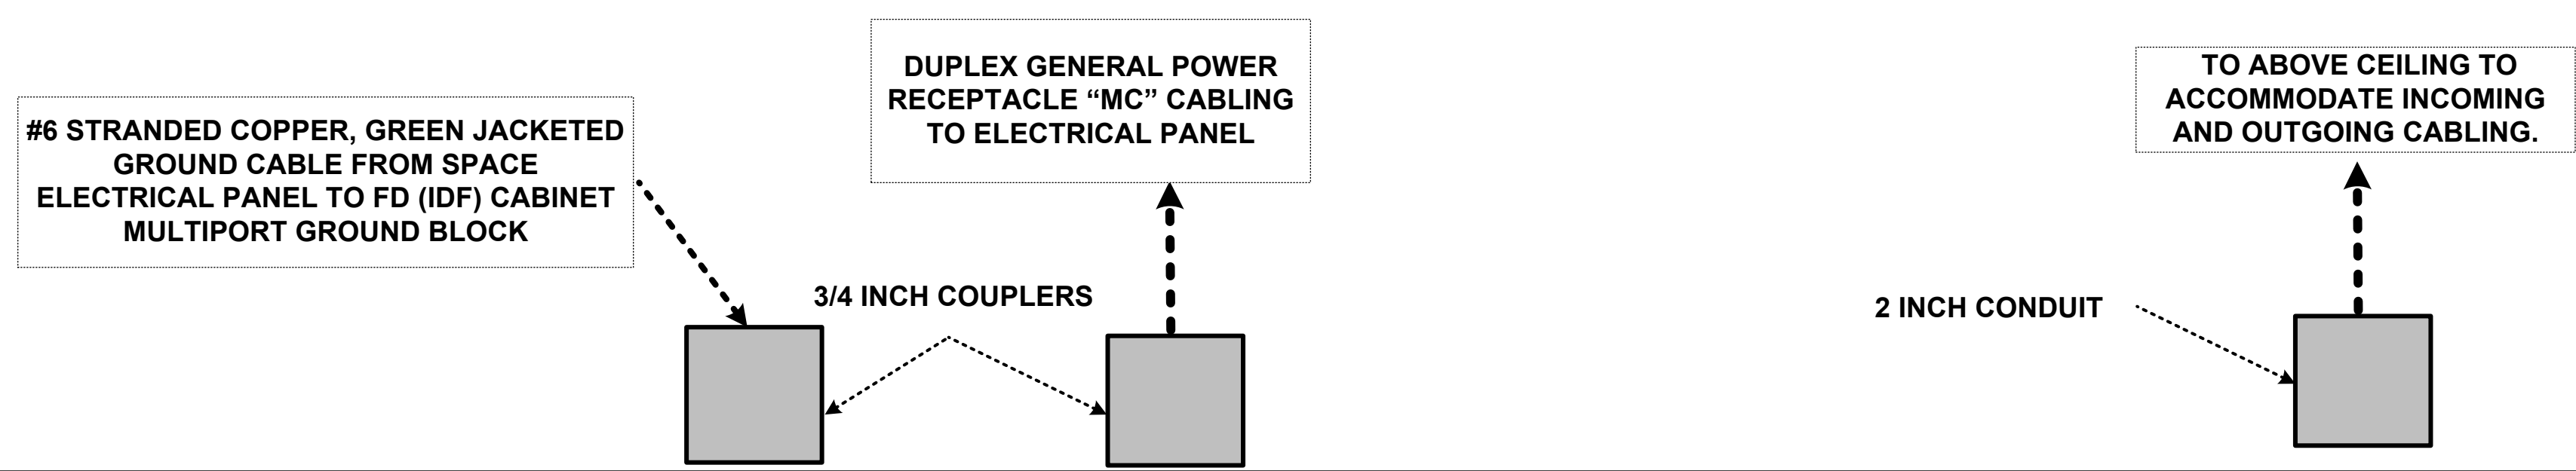 #6 STRANDED COPPER, GREEN JACKETED
GROUND CABLE FROM SPACE
ELECTRICAL PANEL TO FD (IDF) CABINET
MULTIPORT GROUND BLOCK
DUPLEX GENERAL POWER
RECEPTACLE “MC” CABLING
TO ELECTRICAL PANEL
3/4 INCH COUPLERS
TO ABOVE CEILING TO
ACCOMMODATE INCOMING
AND OUTGOING CABLING.
2 INCH CONDUIT